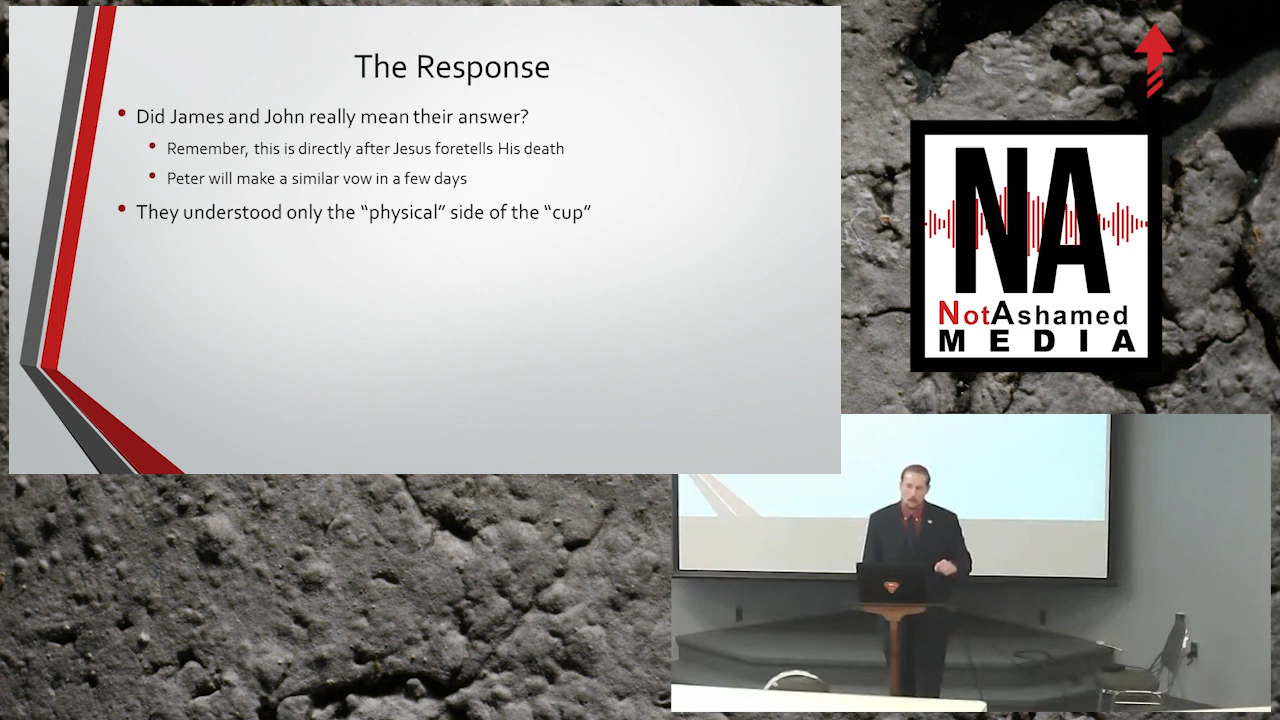 The Response
Did James and John really mean their answer?
Remember, this is directly after Jesus foretells His death
Peter will make a similar vow in a few days
They understood only the “physical” side of the “cup”
NA
NotAshamed
MEDIA